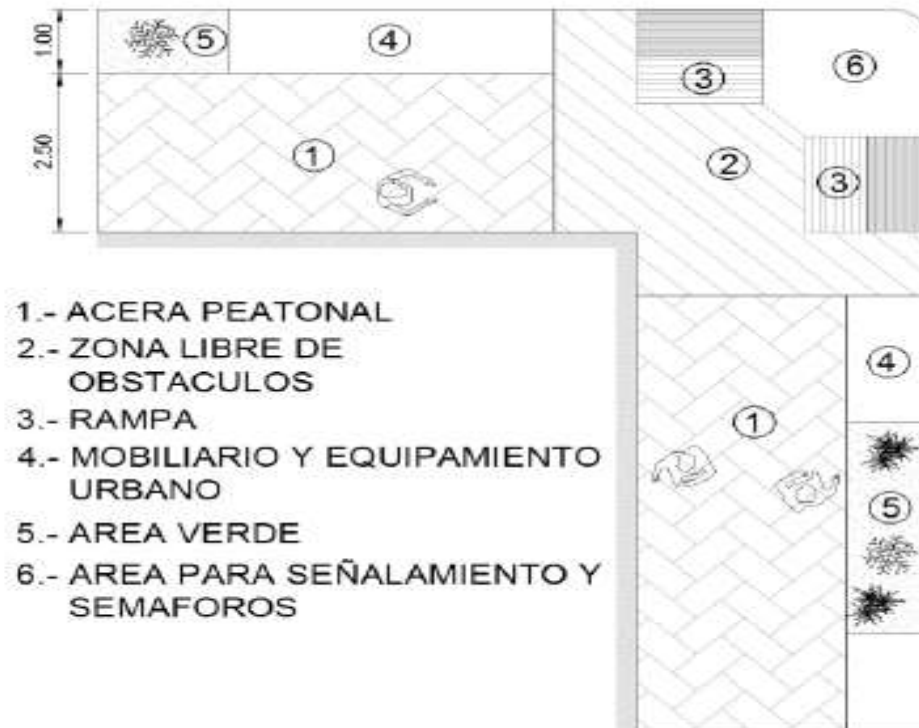 1.00
5
4
6
3
2.50
1
2
3
1.- ACERA PEATONAL
2.- ZONA LIBRE DE
OBSTACULOS
3.- RAMPA
4.- MOBILIARIO Y EQUIPAMIENTO
URBANO
5.- AREA VERDE
6.- AREA PARA SEÑALAMIENTO Y
SEMAFOROS
4
1
5